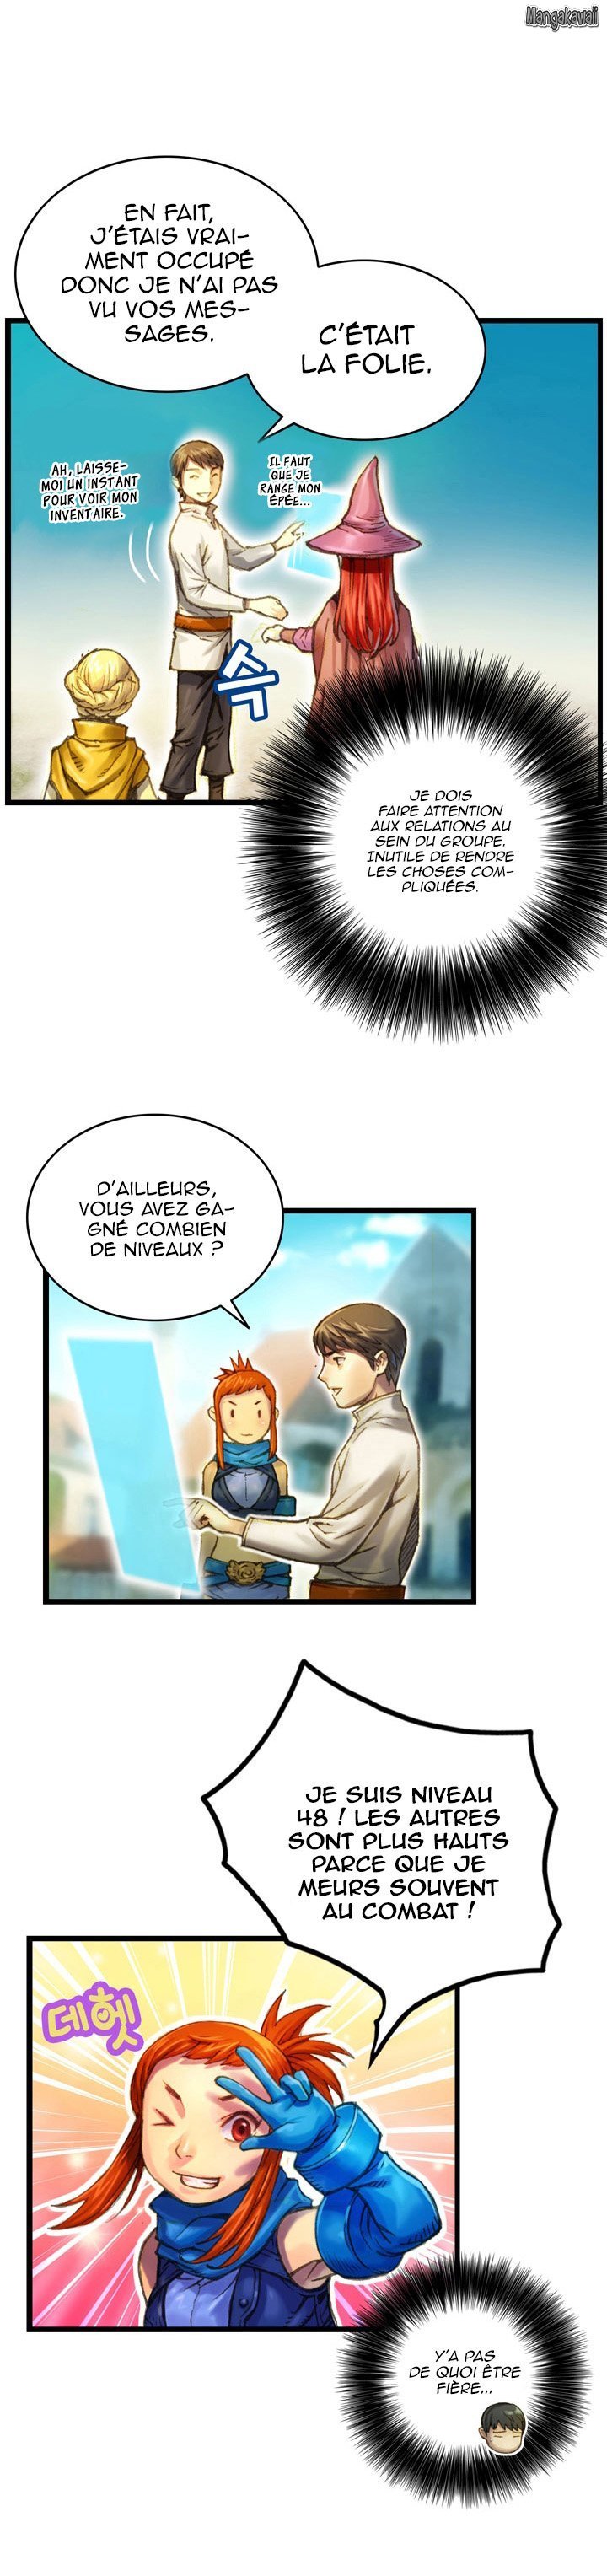 Mangakawaii
EN FAIT,
J'ÉTAIS VRAI-
MENT OCCUPÉ
DONC JE N'AI PAS
VU VOS MES-
SAGES.
C'ÉTAIT
LA FOLIE.
AH, LAISSE-
MOI UN INSTANT
POUR VOIR MON
INVENTAIRE.
IL FAUT
QUE JE
RANGE MON
ÉPÉE...
스윽
JE DOIS
FAIRE ATTENTION
AUX RELATIONS AU
SEIN DU GROUPE.
INUTILE DE RENDRE
LES CHOSES COM-
PLIQUÉES.
D'AILLEURS,
VOUS AVEZ GA-
GNÉ COMBIEN
DE NIVEAUX ?
JE SUIS NIVEAU
48 ! LES AUTRES
SONT PLUS HAUTS
PARCE QUE JE
MEURS SOUVENT
AU COMBAT !
데헷
Y'A PAS
DE QUOI ÊTRE
FIÈRE...